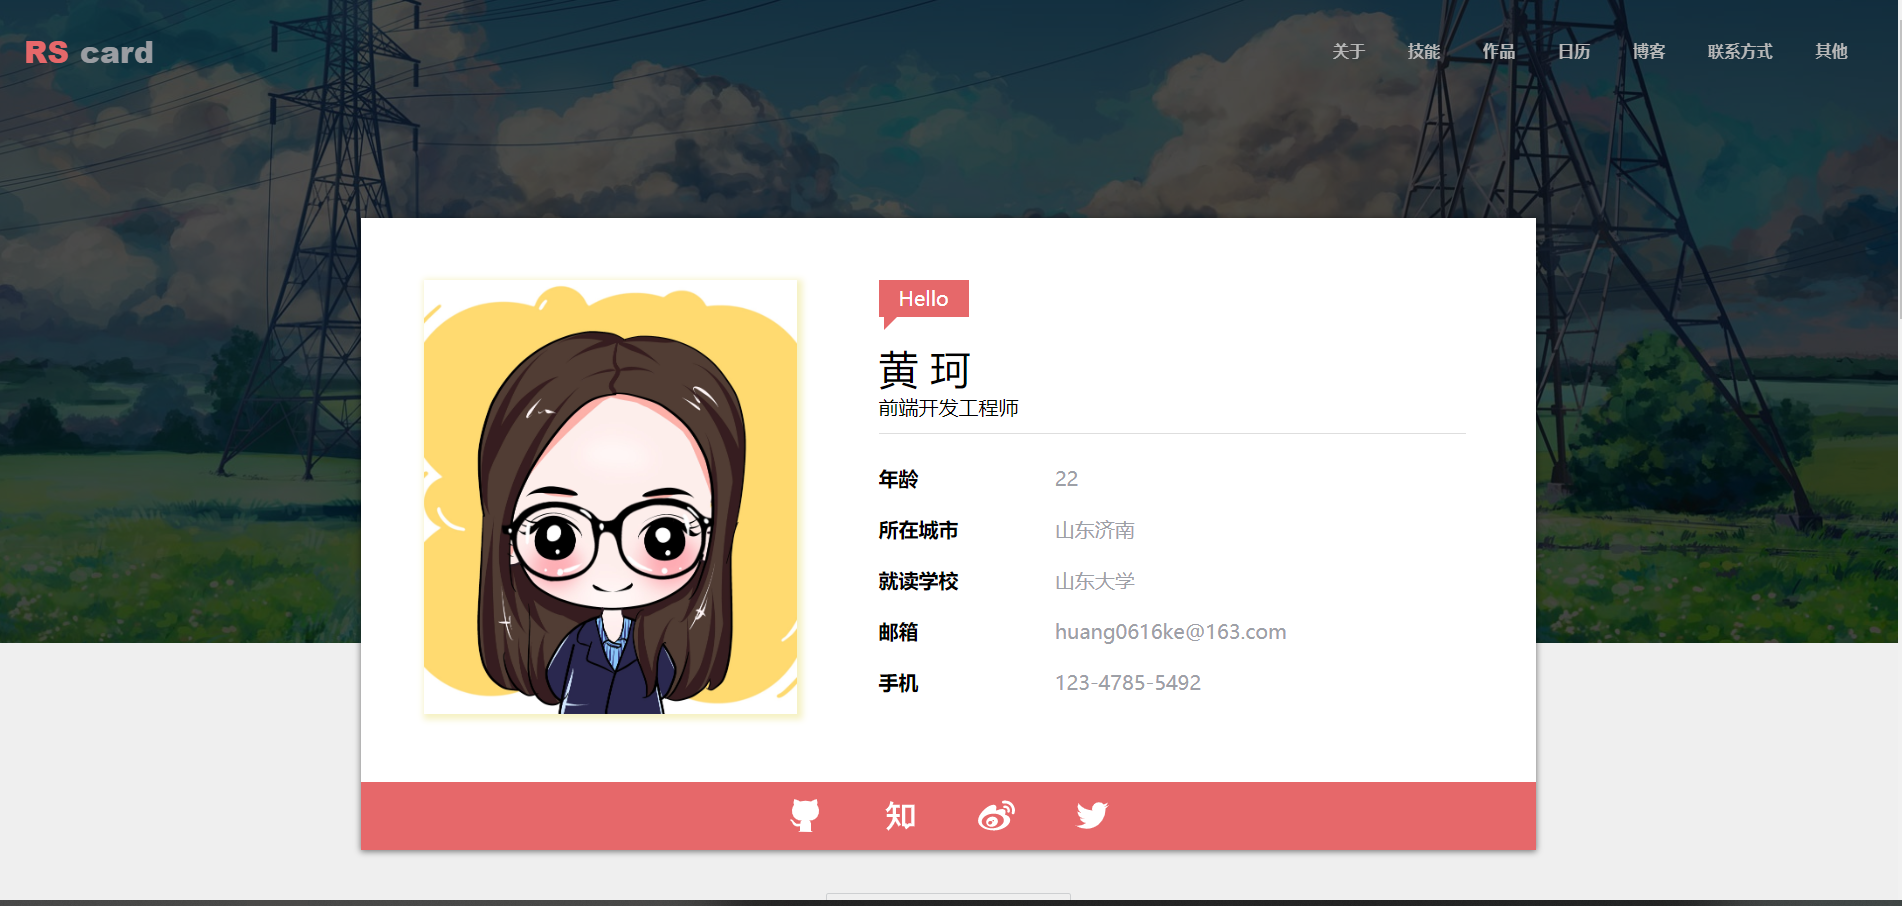 RS card
关于 技能 作品 日历 博客 联系方式 其他
Hello
黄 珂
前端开发工程师
年龄 22
所在城市 山东济南
就读学校 山东大学
邮箱 huang0616ke@163.com
手机 123-4785-5492
知